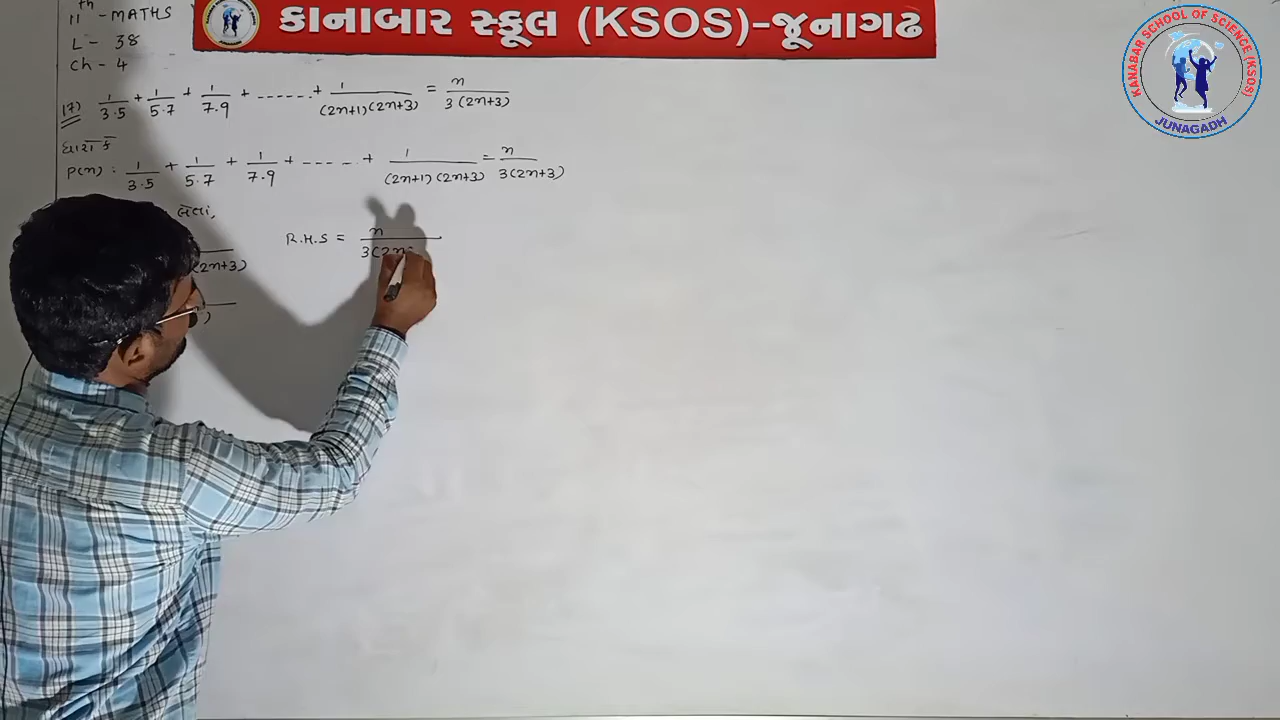 11th - MATHS
L - 38
Ch - 4
કાનાબાર સ્કૂલ (KSOS)-જૂનાગઢ
KANABAR SCHOOL OF SCIENCE (KSOS)
JUNAGADH
17) 1/3.5 + 1/5.7 + 1/7.9 + ------ + 1/(2n+1)(2n+3) = n/3(2n+3)
ધારો કે
P(n) : 1/3.5 + 1/5.7 + 1/7.9 + ------ + 1/(2n+1)(2n+3) = n/3(2n+3)
લેતાં,
(2n+3)
R.H.S = n/3(2n
)